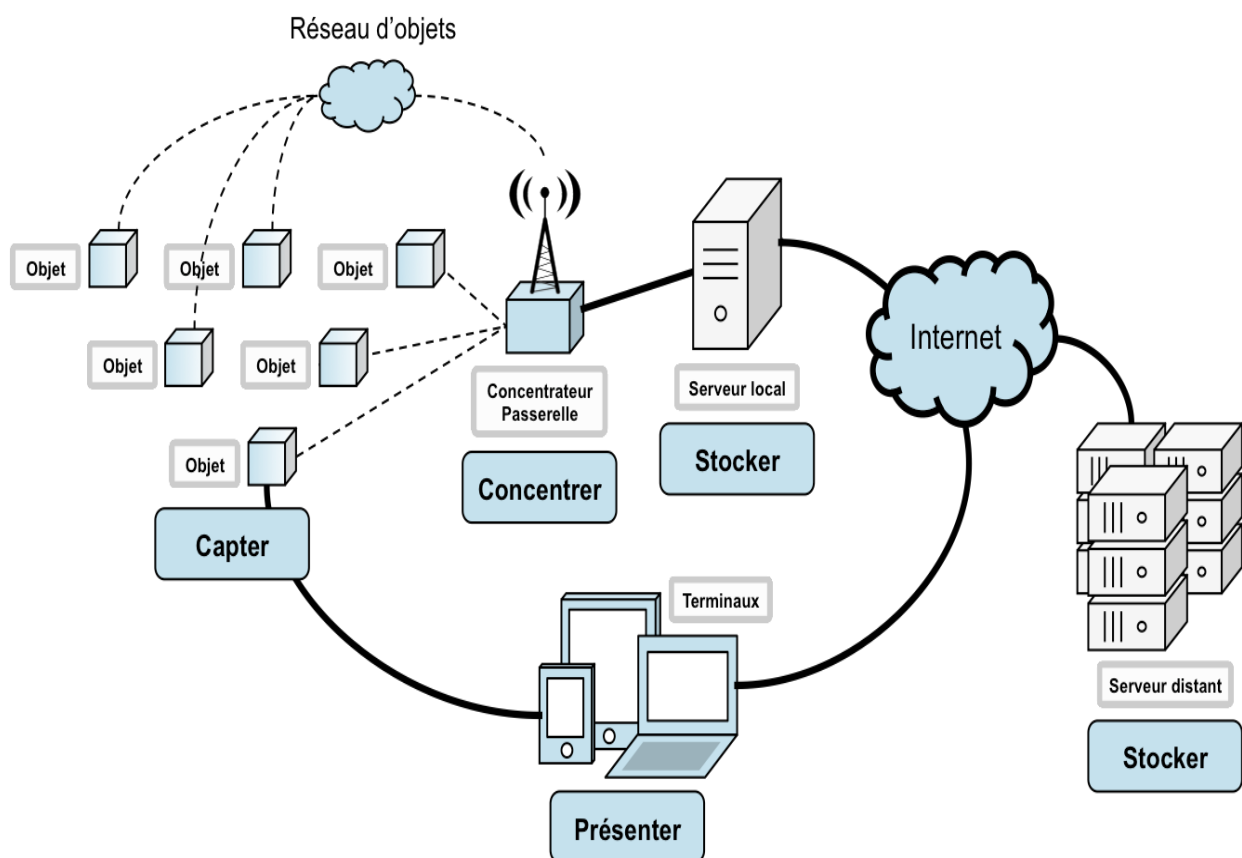 Réseau d'objets
Objet
Objet
Objet
Objet
Objet
Objet
Concentrateur
Passerelle
Concentrer
Serveur local
Stocker
Internet
Capter
Terminaux
Présenter
Serveur distant
Stocker